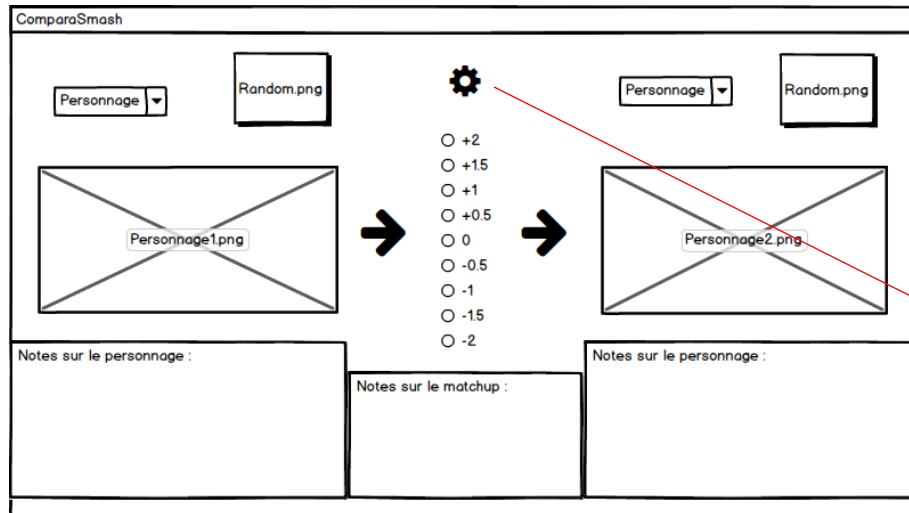 ComparaSmash
Personnage
Random.png
Personnage
Random.png
+2
+1.5
+1
+0.5
0
-0.5
-1
-1.5
-2
Personnage1.png
Personnage2.png
Notes sur le personnage :
Notes sur le matchup :
Notes sur le personnage :